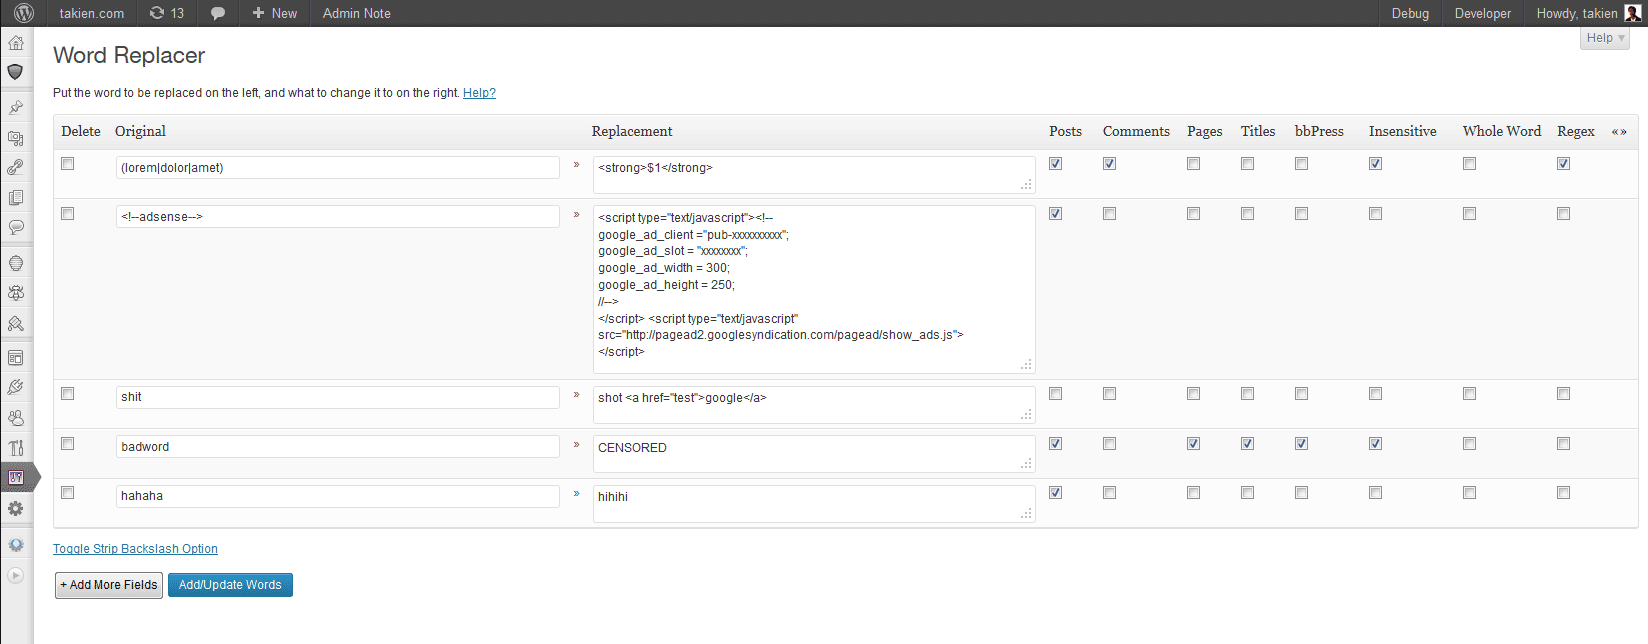 takien.com 13 New Admin Note Debug Developer Howdy, takien
Help
Word Replacer
Put the word to be replaced on the left, and what to change it to on the right. Help?
Delete Original Replacement Posts Comments Pages Titles bbPress Insensitive Whole Word Regex «»
(lorem|dolor|amet) » <strong>$1</strong>
<!--adsense--> » <script type="text/javascript"><!--
google_ad_client ="pub-xxxxxxxxxx";
google_ad_slot = "xxxxxxxx";
google_ad_width = 300;
google_ad_height = 250;
//-->
</script> <script type="text/javascript"
src="http://pagead2.googlesyndication.com/pagead/show_ads.js">
</script>
shit » shot <a href="test">google</a>
badword » CENSORED
hahaha » hihihi
Toggle Strip Backslash Option
+ Add More Fields Add/Update Words